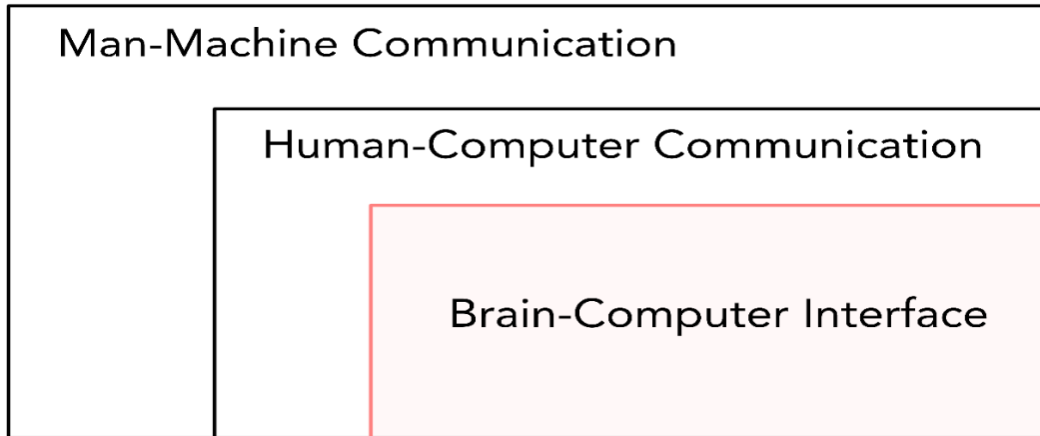 Man-Machine Communication
Human-Computer Communication
Brain-Computer Interface